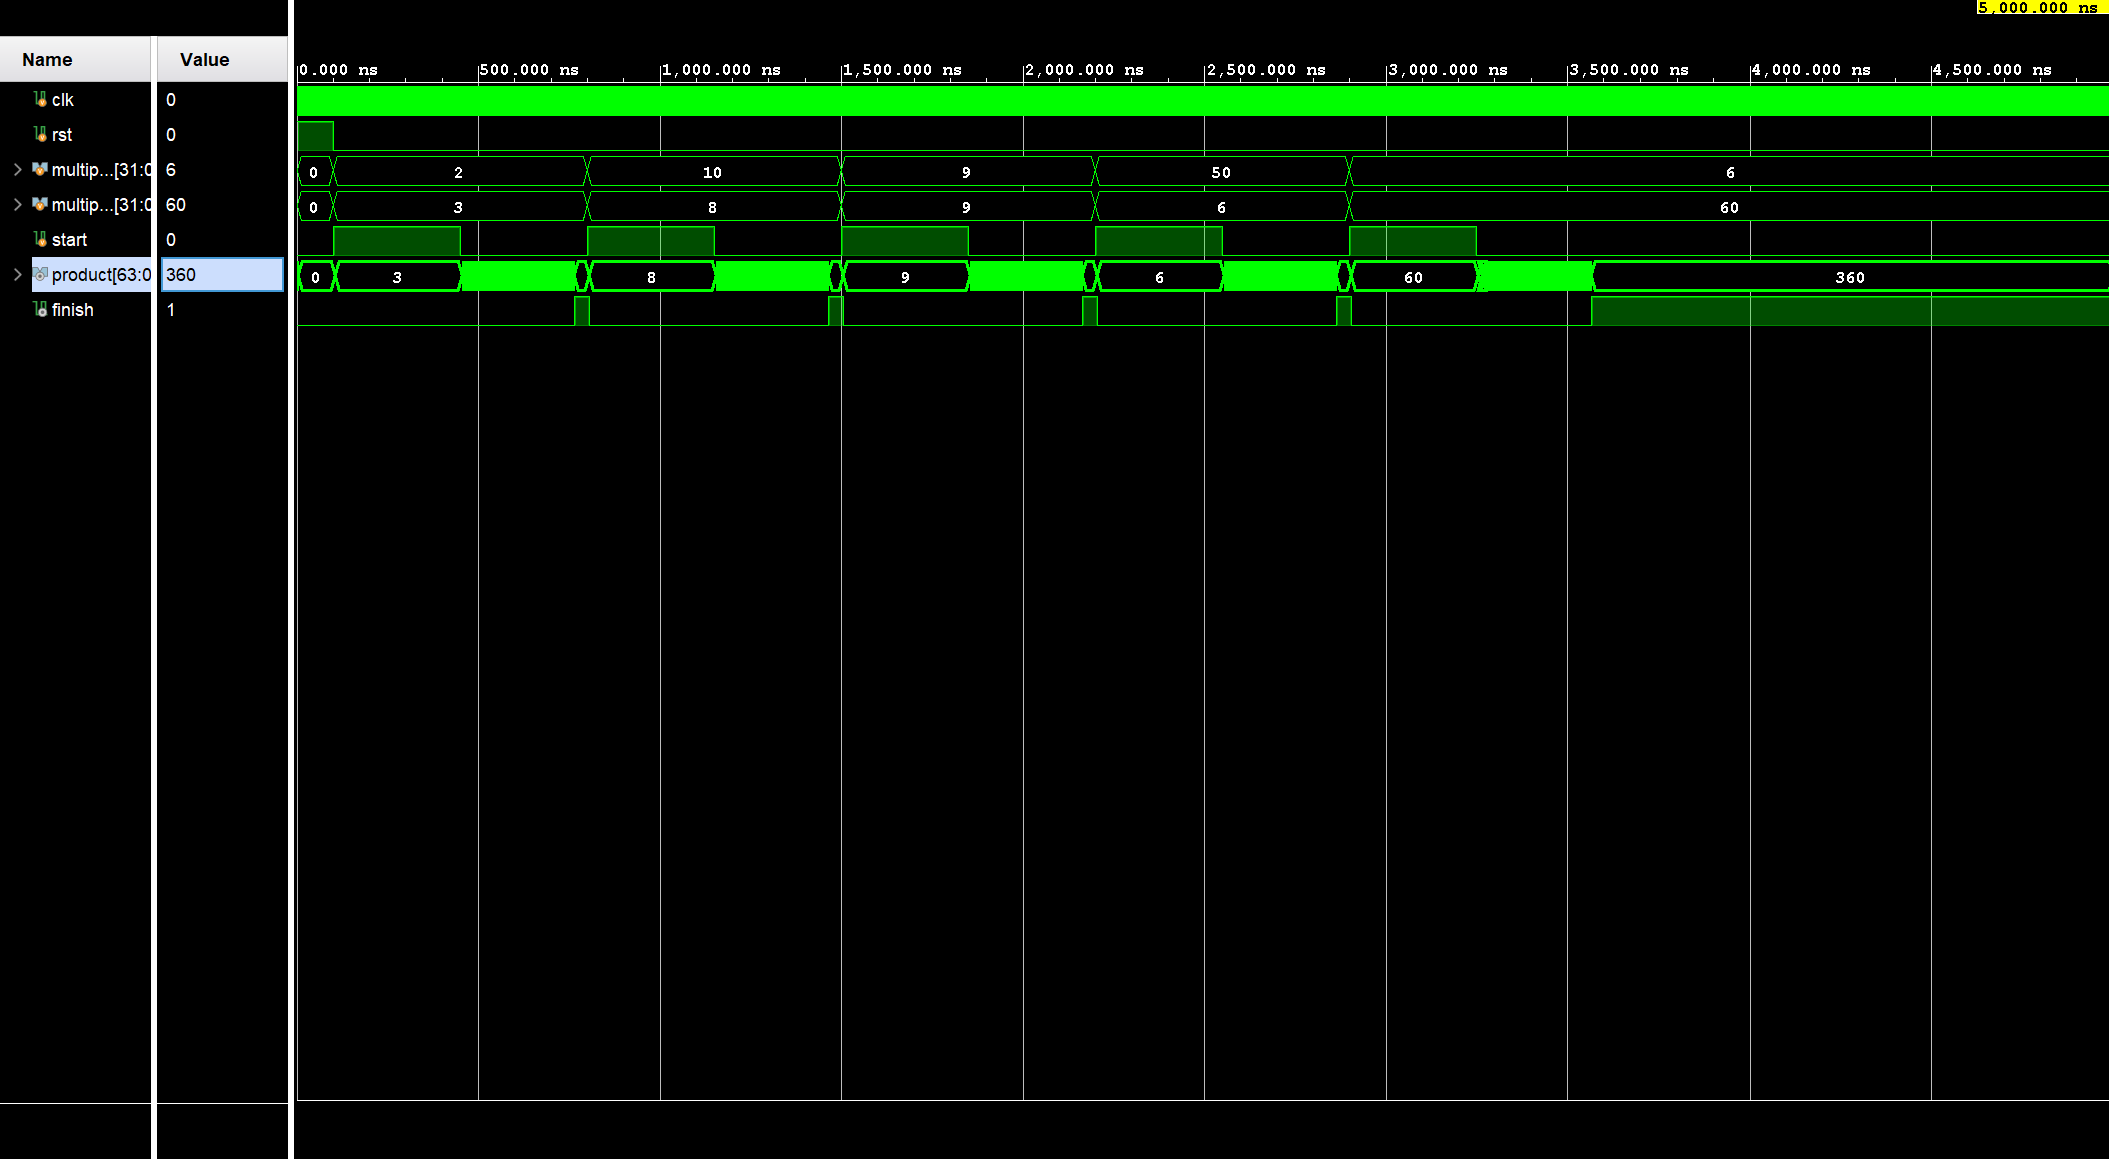 5,000.000 ns
Name Value
0.000 ns 500.000 ns 1,000.000 ns 1,500.000 ns 2,000.000 ns 2,500.000 ns 3,000.000 ns 3,500.000 ns 4,000.000 ns 4,500.000 ns
clk 0
rst 0
multip...[31:0 6 0 2 10 9 50 6
multip...[31:0 60 0 3 8 9 6 60
start 0
product[63:0 360 0 3 8 9 6 60 360
finish 1